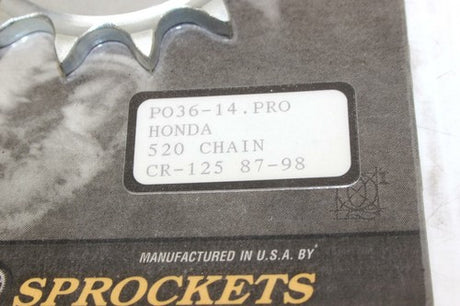 PO36-14.PRO
HONDA
520 CHAIN
CR-125 87-98
MANUFACTURED IN U.S.A. BY
SPROCKETS